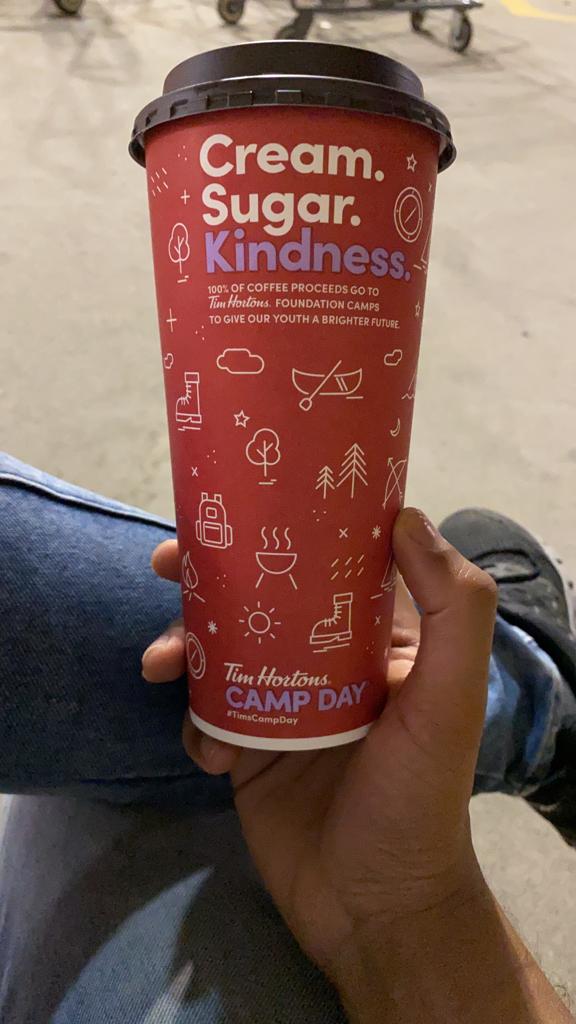 Cream.
Sugar.
Kindness.
100% OF COFFEE PROCEEDS GO TO
Tim Hortons. FOUNDATION CAMPS
TO GIVE OUR YOUTH A BRIGHTER FUTURE.
Tim Hortons.
CAMP DAY
#TimsCampDay